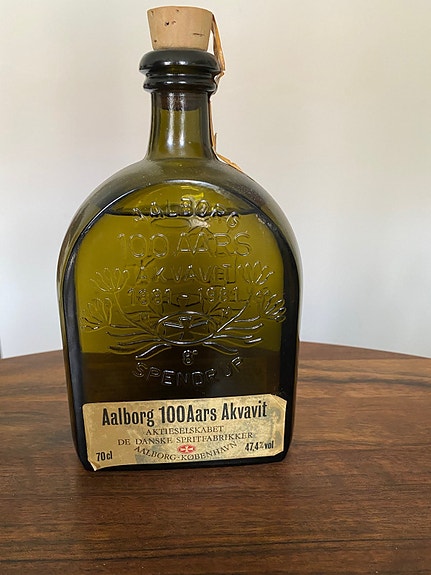 AALBORG
100 AARS
AKVAVIT
1881-1981
Aalborg 100Aars Akvavit
AKTIESELSKABET
DE DANSKE SPRITFABRIKKER
AALBORG-KØBENHAVN
70cl
47,4%vol